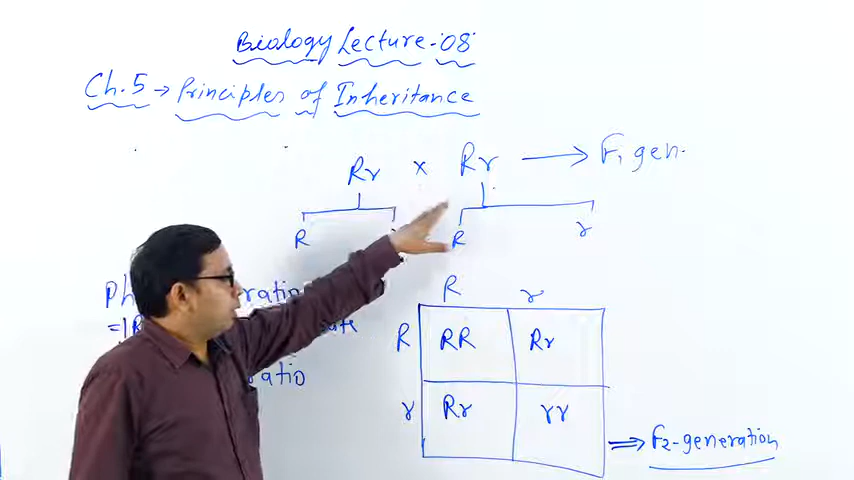 Biology Lecture-08
Ch.5 → Principles of Inheritance
Rr x Rr → F1 gen.
R R r
R r
R RR Rr
r Rr rr
⇒ F2-generation